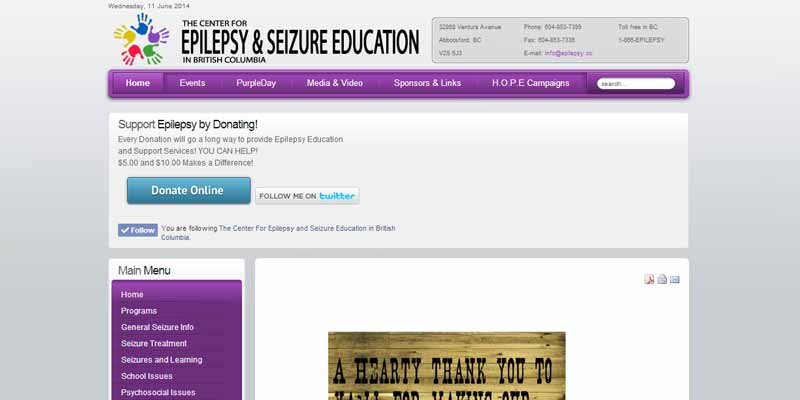 Wednesday, 11 June 2014
THE CENTER FOR
EPILEPSY & SEIZURE EDUCATION
IN BRITISH COLUMBIA
32868 Ventura Avenue
Abbotsford, BC
V2S 6J3
Phone: 604-853-7399
Fax: 604-853-7336
E-mail: info@epilepsy.cc
Toll free in BC
1-866-EPILEPSY
Home
Events
PurpleDay
Media & Video
Sponsors & Links
H.O.P.E Campaigns
search...
Support Epilepsy by Donating!
Every Donation will go a long way to provide Epilepsy Education
and Support Services! YOU CAN HELP!
$5.00 and $10.00 Makes a Difference!
Donate Online
FOLLOW ME ON twitter
Follow
You are following The Center For Epilepsy and Seizure Education in British
Columbia.
Main Menu
Home
Programs
General Seizure Info
Seizure Treatment
Seizures and Learning
School Issues
Psychosocial Issues
A HEARTY THANK YOU TO
Y'ALL FOR MAKING OUR